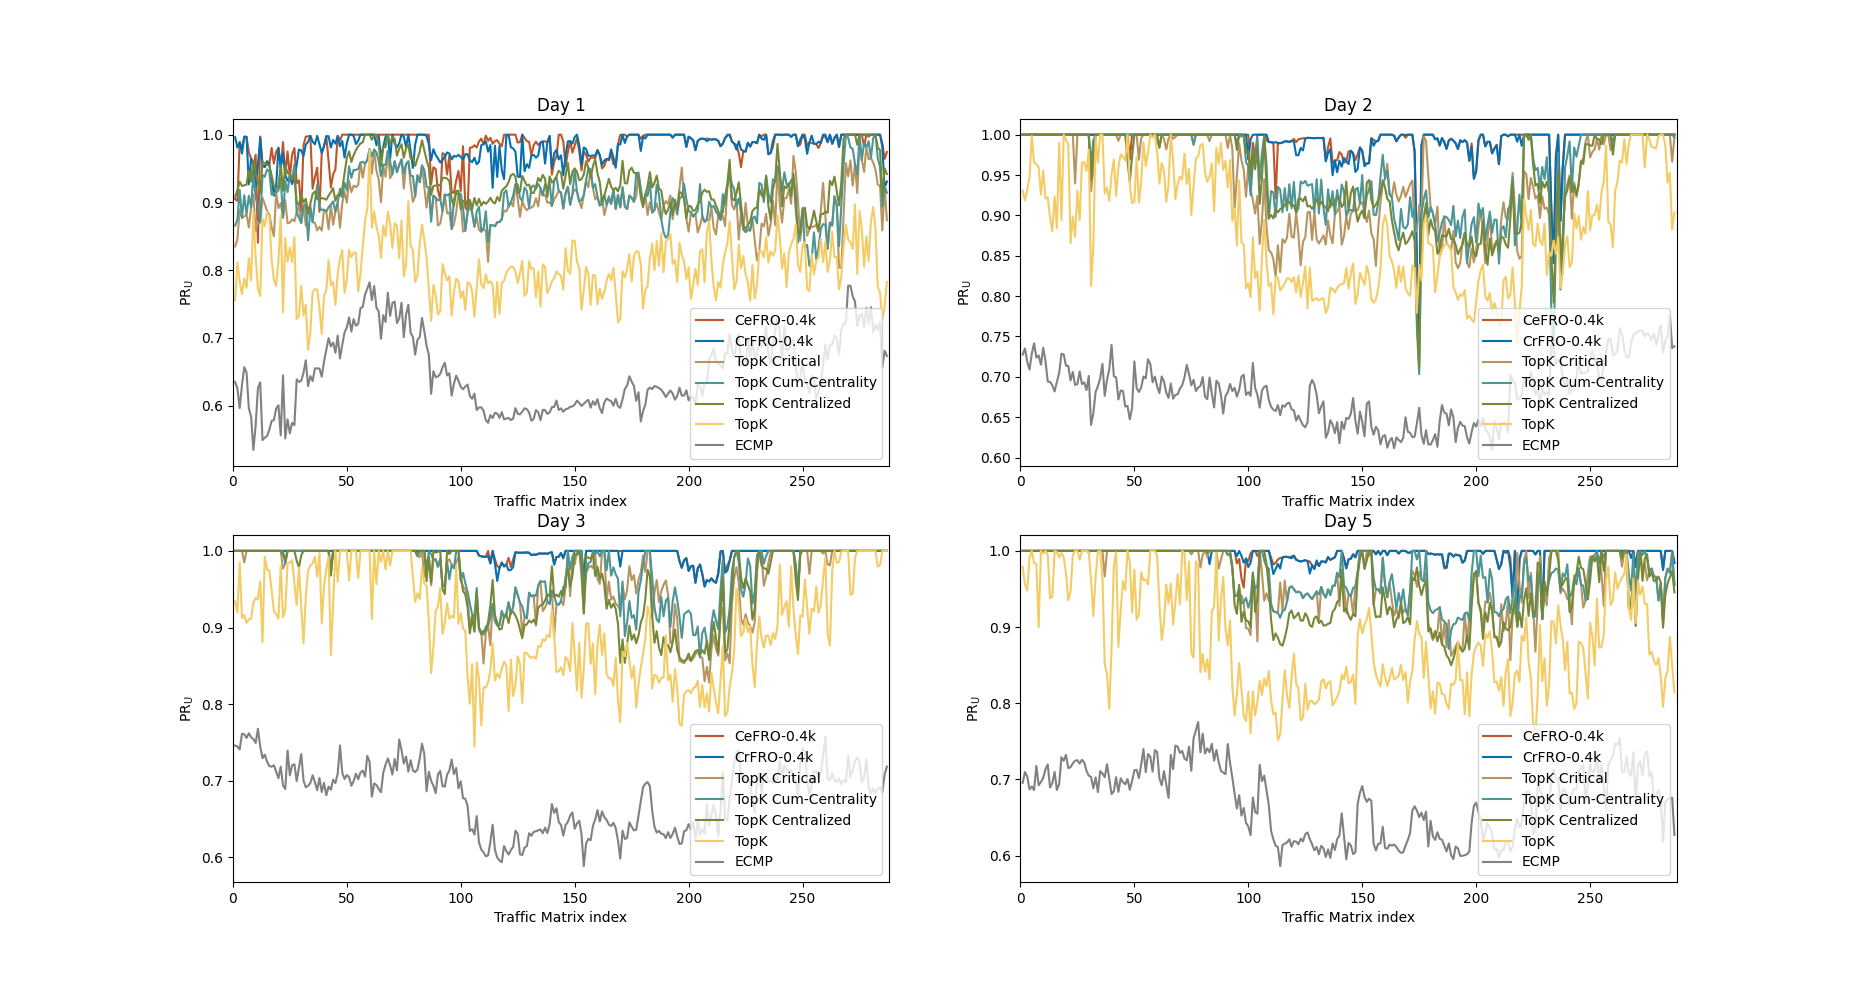 Day 1
1.0
0.9
0.8
0.7
0.6
PRU
0 50 100 150 200 250
Traffic Matrix index
CeFRO-0.4k
CrFRO-0.4k
TopK Critical
TopK Cum-Centrality
TopK Centralized
TopK
ECMP
Day 2
1.00
0.95
0.90
0.85
0.80
0.75
0.70
0.65
0.60
PRU
0 50 100 150 200 250
Traffic Matrix index
CeFRO-0.4k
CrFRO-0.4k
TopK Critical
TopK Cum-Centrality
TopK Centralized
TopK
ECMP
Day 3
1.0
0.9
0.8
0.7
0.6
PRU
0 50 100 150 200 250
Traffic Matrix index
CeFRO-0.4k
CrFRO-0.4k
TopK Critical
TopK Cum-Centrality
TopK Centralized
TopK
ECMP
Day 5
1.0
0.9
0.8
0.7
0.6
PRU
0 50 100 150 200 250
Traffic Matrix index
CeFRO-0.4k
CrFRO-0.4k
TopK Critical
TopK Cum-Centrality
TopK Centralized
TopK
ECMP